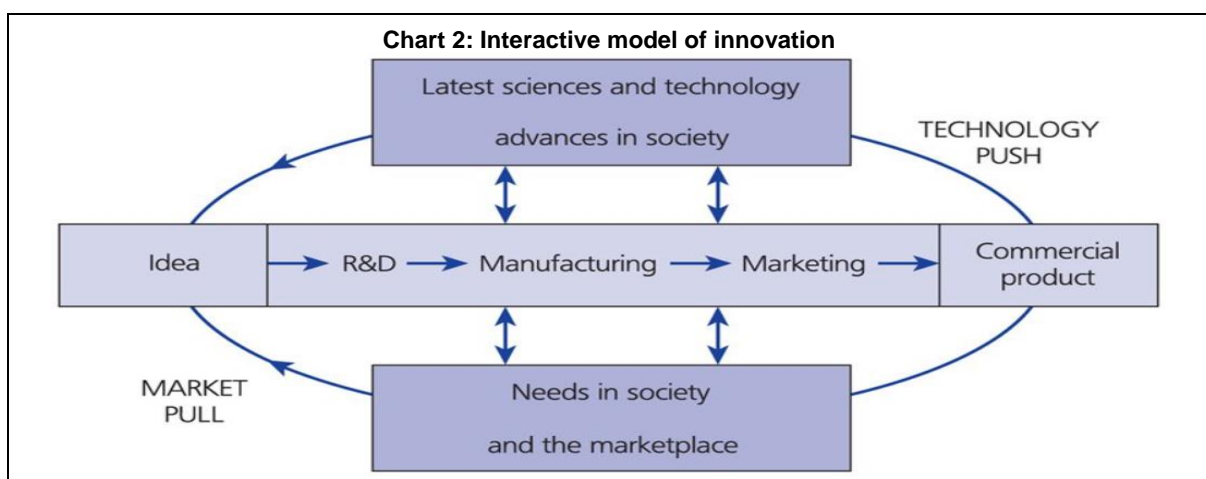 Chart 2: Interactive model of innovation
Latest sciences and technology
advances in society
TECHNOLOGY
PUSH
Idea
R&D
Manufacturing
Marketing
Commercial
product
MARKET
PULL
Needs in society
and the marketplace